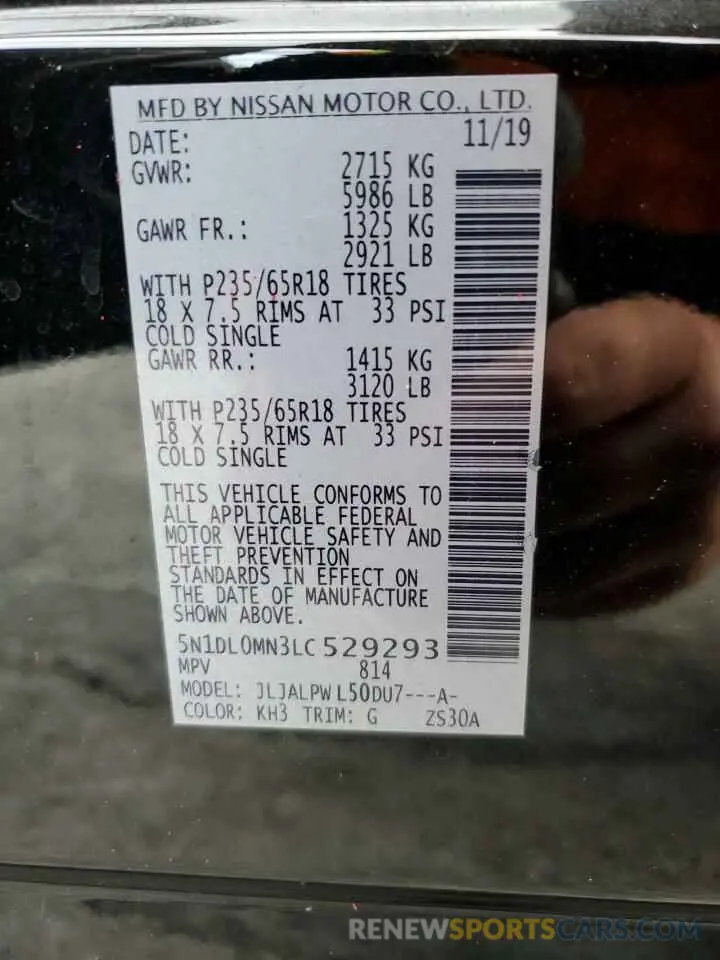 MFD BY NISSAN MOTOR CO., LTD.
DATE: 11/19
GVWR: 2715 KG
5986 LB
GAWR FR.: 1325 KG
2921 LB
WITH P235/65R18 TIRES
18 X 7.5 RIMS AT 33 PSI
COLD SINGLE
GAWR RR.: 1415 KG
3120 LB
WITH P235/65R18 TIRES
18 X 7.5 RIMS AT 33 PSI
COLD SINGLE
THIS VEHICLE CONFORMS TO
ALL APPLICABLE FEDERAL
MOTOR VEHICLE SAFETY AND
THEFT PREVENTION
STANDARDS IN EFFECT ON
THE DATE OF MANUFACTURE
SHOWN ABOVE.
5N1DL0MN3LC529293
MPV 814
MODEL: JLJALPWL50DU7---A-
COLOR: KH3 TRIM: G ZS30A
RENEWSPORTSCARS.COM